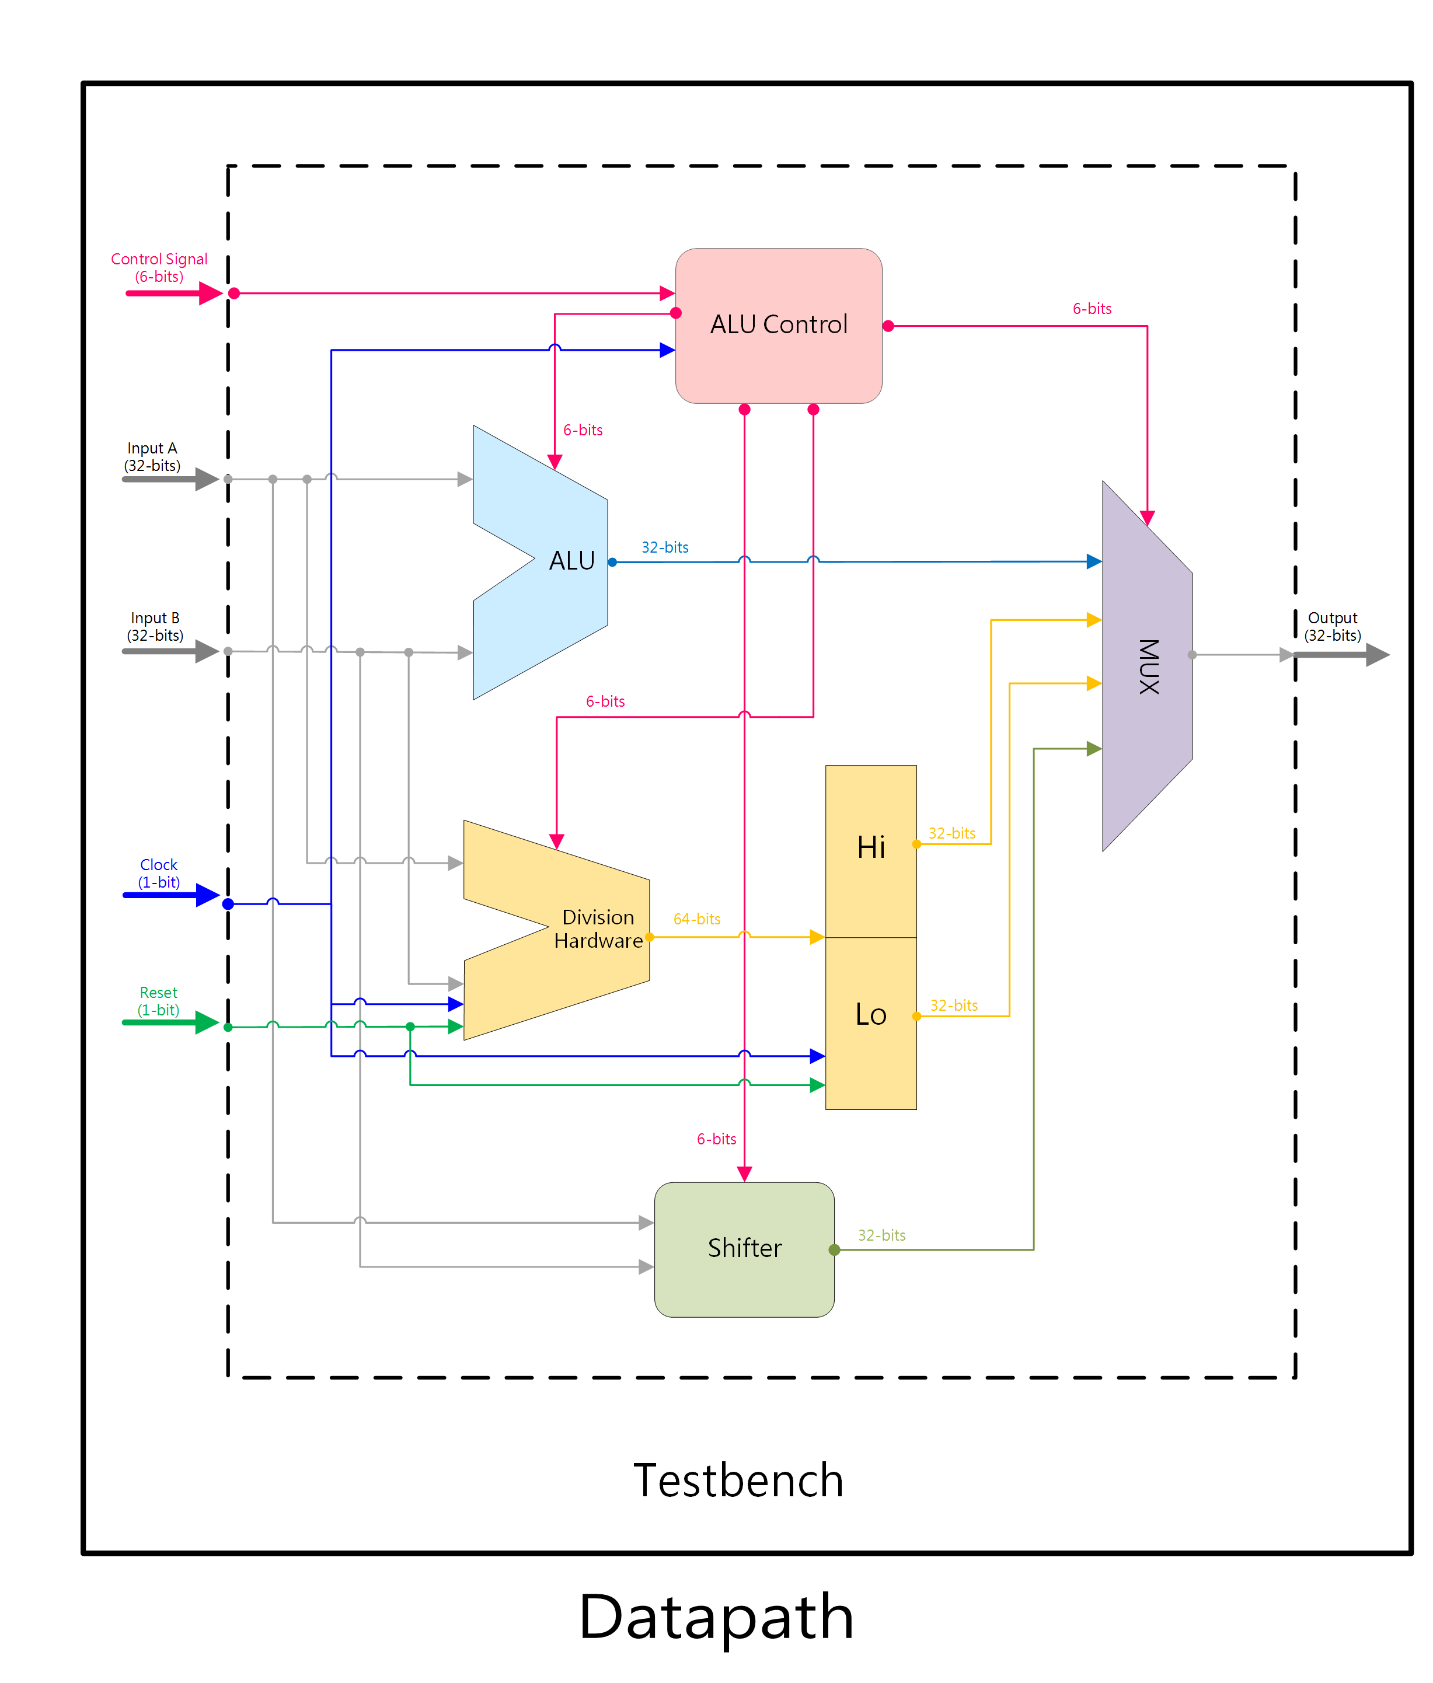 Control Signal
(6-bits)
ALU Control
6-bits
6-bits
Input A
(32-bits)
ALU
32-bits
Input B
(32-bits)
MUX
Output
(32-bits)
6-bits
Hi
32-bits
Clock
(1-bit)
Division
Hardware
64-bits
Reset
(1-bit)
Lo
32-bits
6-bits
Shifter
32-bits
Testbench
Datapath